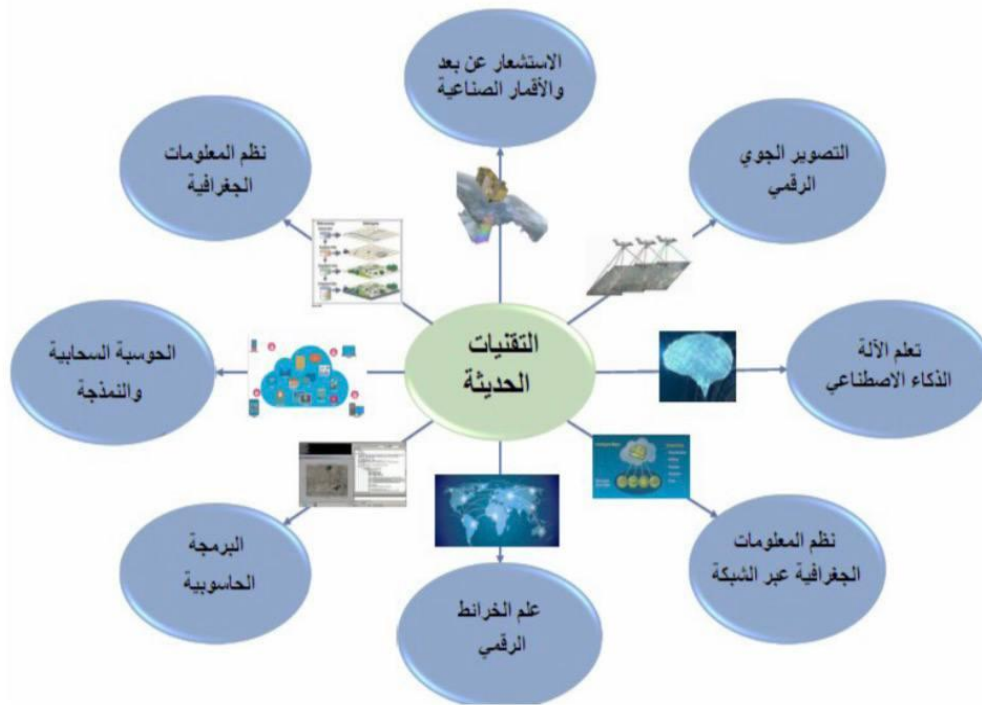 الاستشعار عن بعد
والأقمار الصناعية
التصوير الجوي
الرقمي
نظم المعلومات
الجغرافية
التقنيات
الحديثة
تعلم الآلة
الذكاء الاصطناعي
الحوسبة السحابية
والنمذجة
نظم المعلومات
الجغرافية عبر الشبكة
البرمجة
الحاسوبية
علم الخرائط
الرقمي